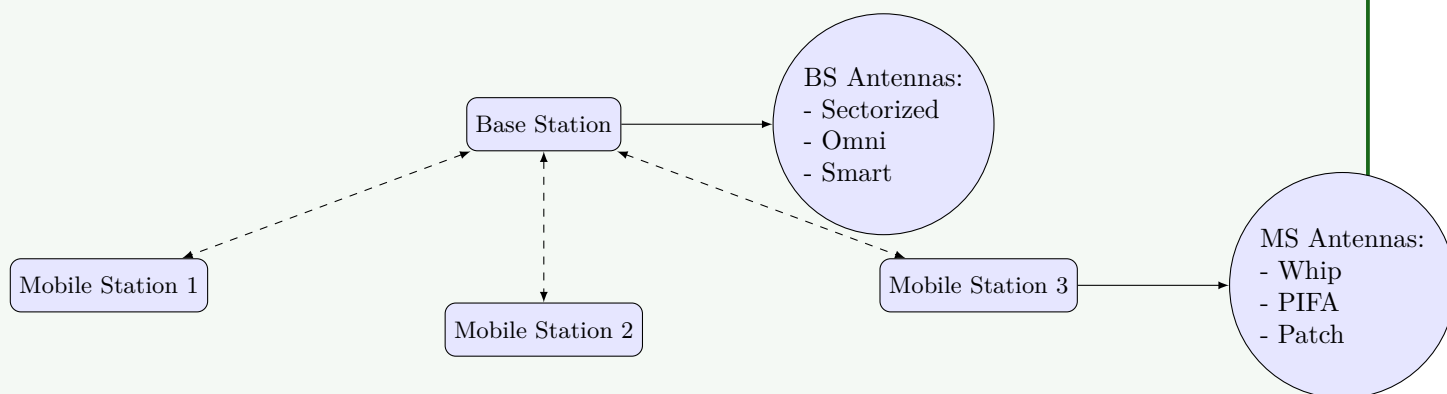 Base Station
BS Antennas:
- Sectorized
- Omni
- Smart
Mobile Station 1
Mobile Station 2
Mobile Station 3
MS Antennas:
- Whip
- PIFA
- Patch